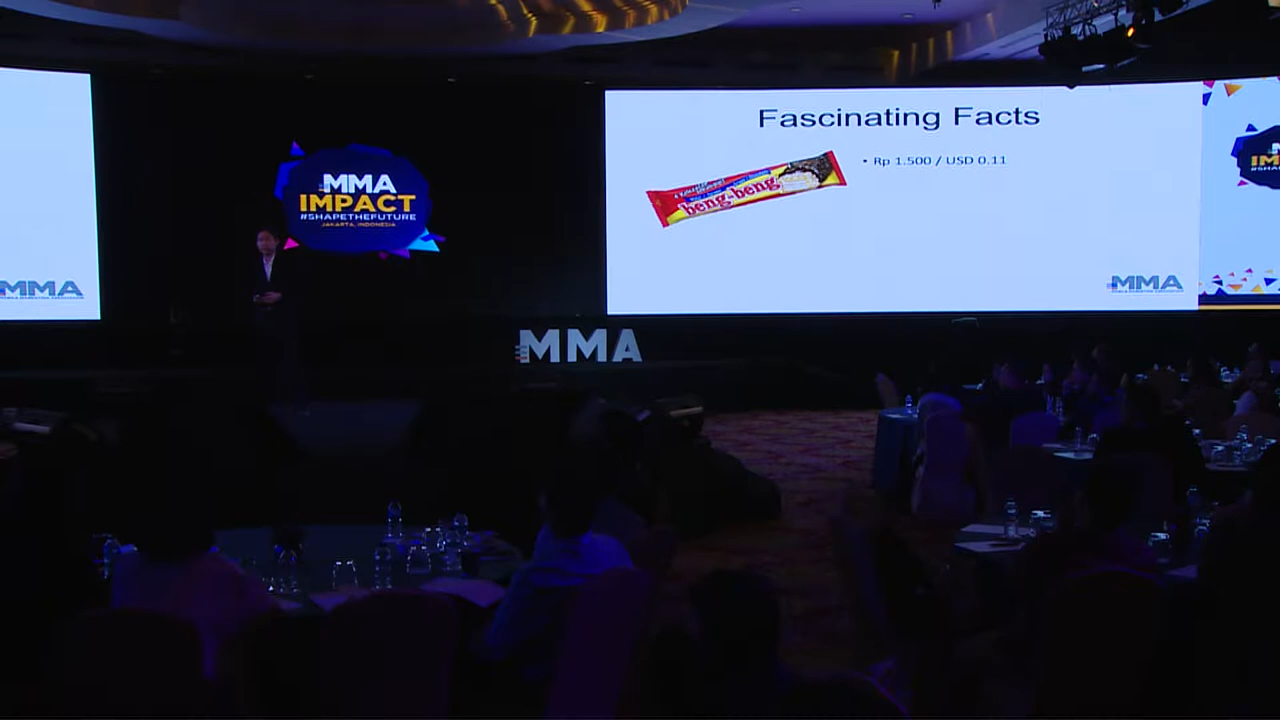 Fascinating Facts
• Rp 1.500 / USD 0.11
beng-beng
MMA
MMA
IMPACT
#SHAPETHEFUTURE
JAKARTA, INDONESIA
MMA
MMA